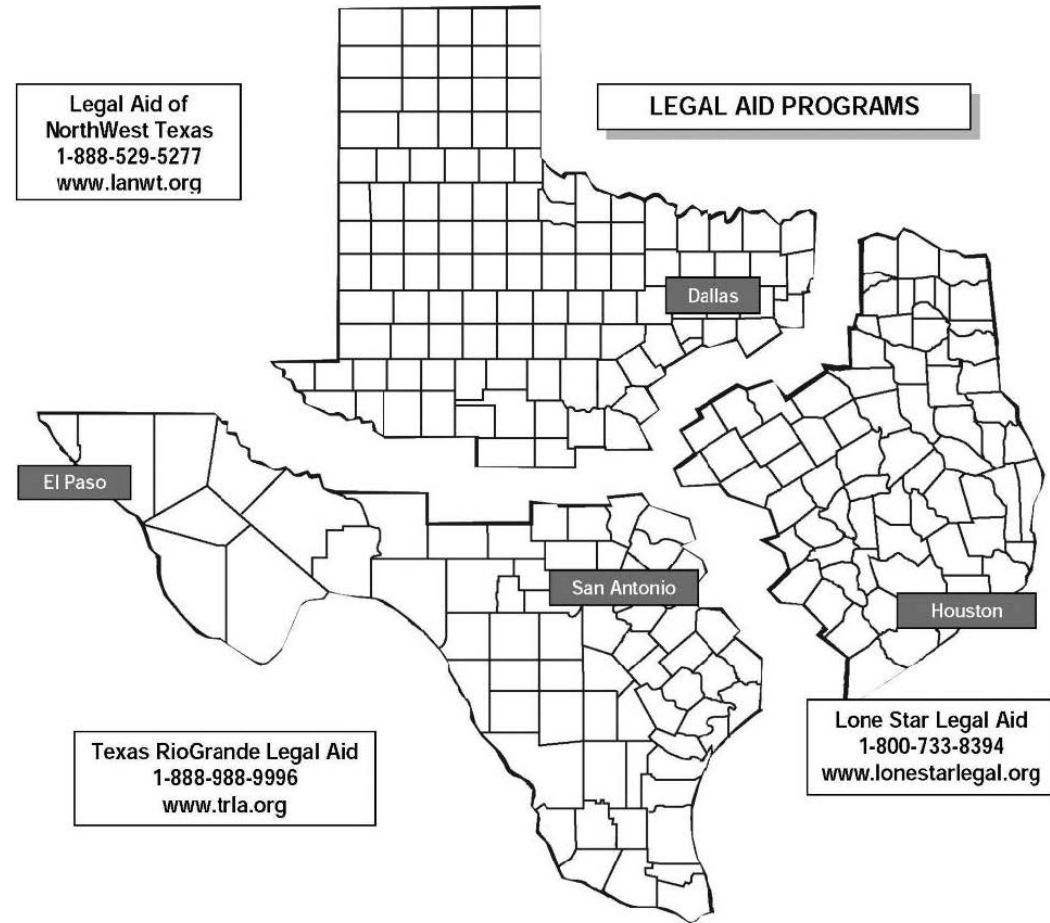 LEGAL AID PROGRAMS
Legal Aid of
NorthWest Texas
1-888-529-5277
www.lanwt.org
Dallas
El Paso
San Antonio
Houston
Texas RioGrande Legal Aid
1-888-988-9996
www.trla.org
Lone Star Legal Aid
1-800-733-8394
www.lonestarlegal.org